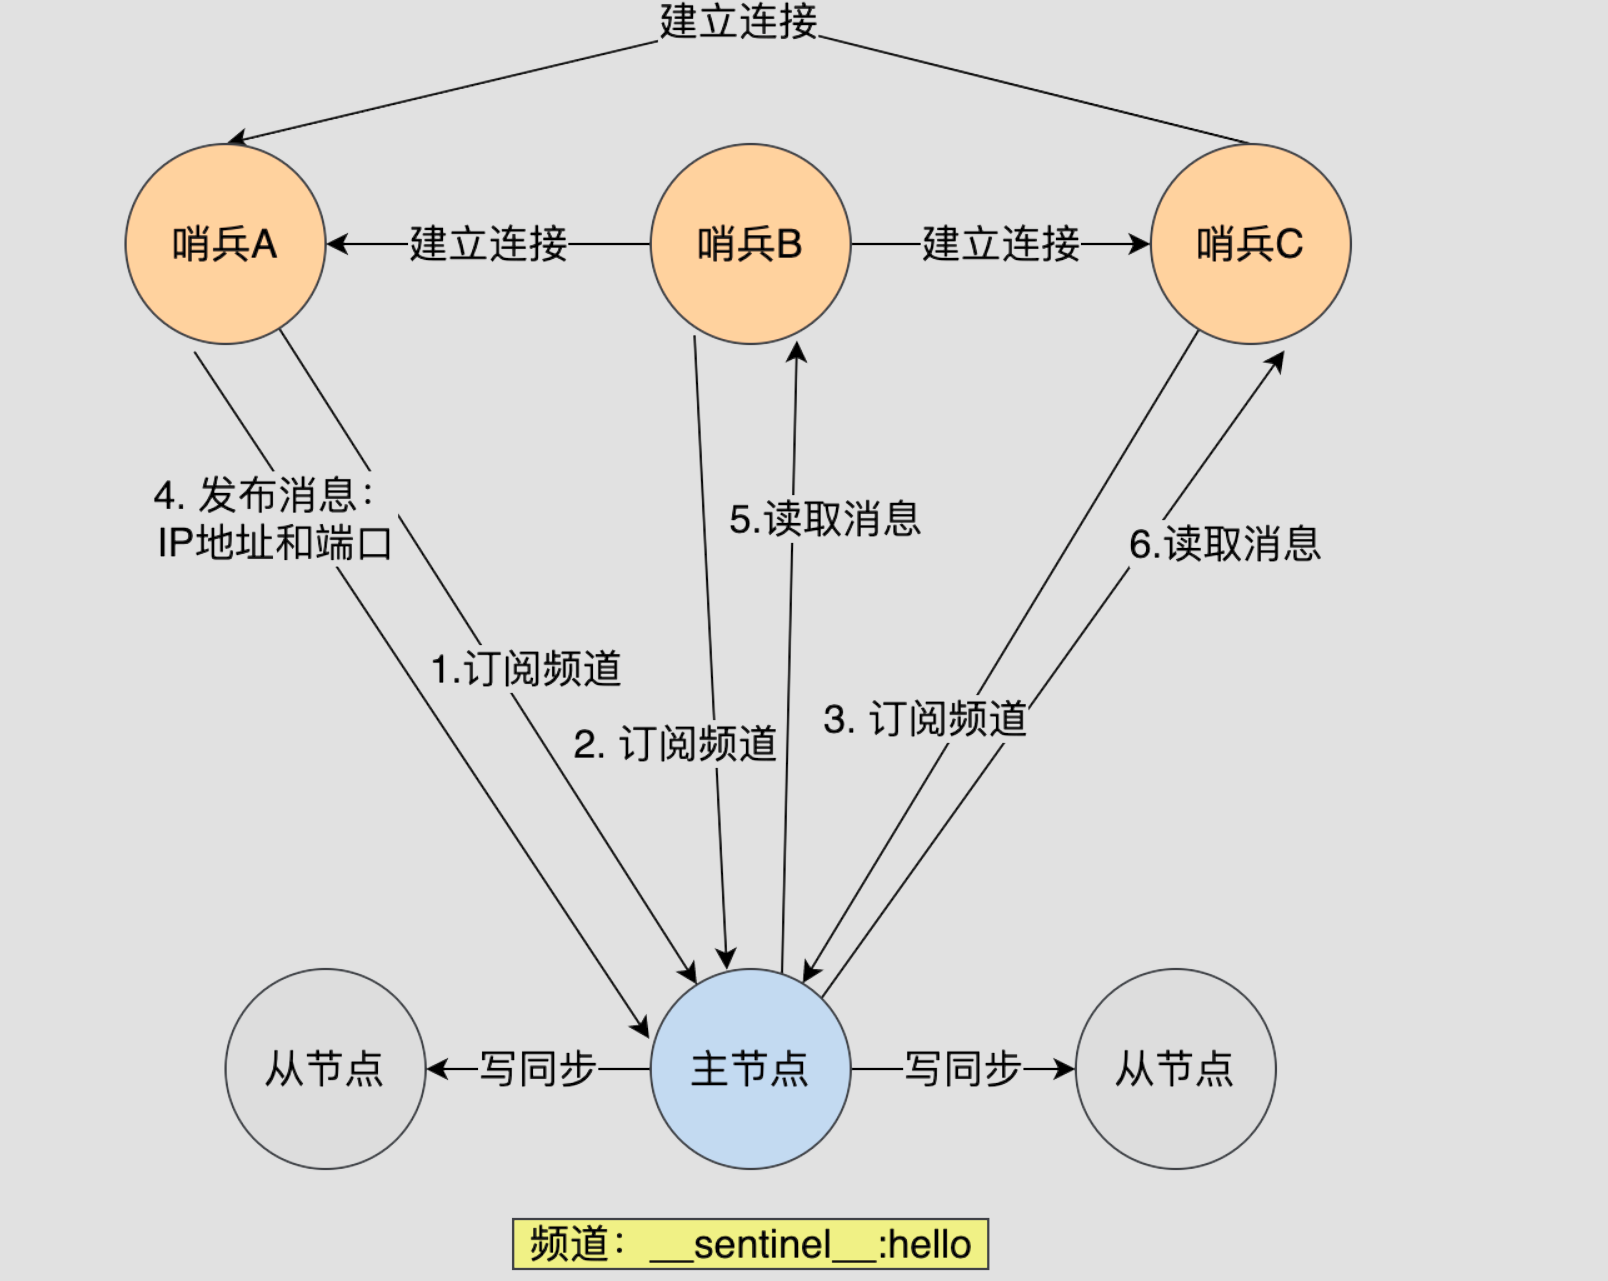 建立连接
哨兵A
建立连接
哨兵B
建立连接
哨兵C
4. 发布消息：
IP地址和端口
5.读取消息
6.读取消息
1.订阅频道
2. 订阅频道
3. 订阅频道
从节点
写同步
主节点
写同步
从节点
频道：__sentinel__:hello